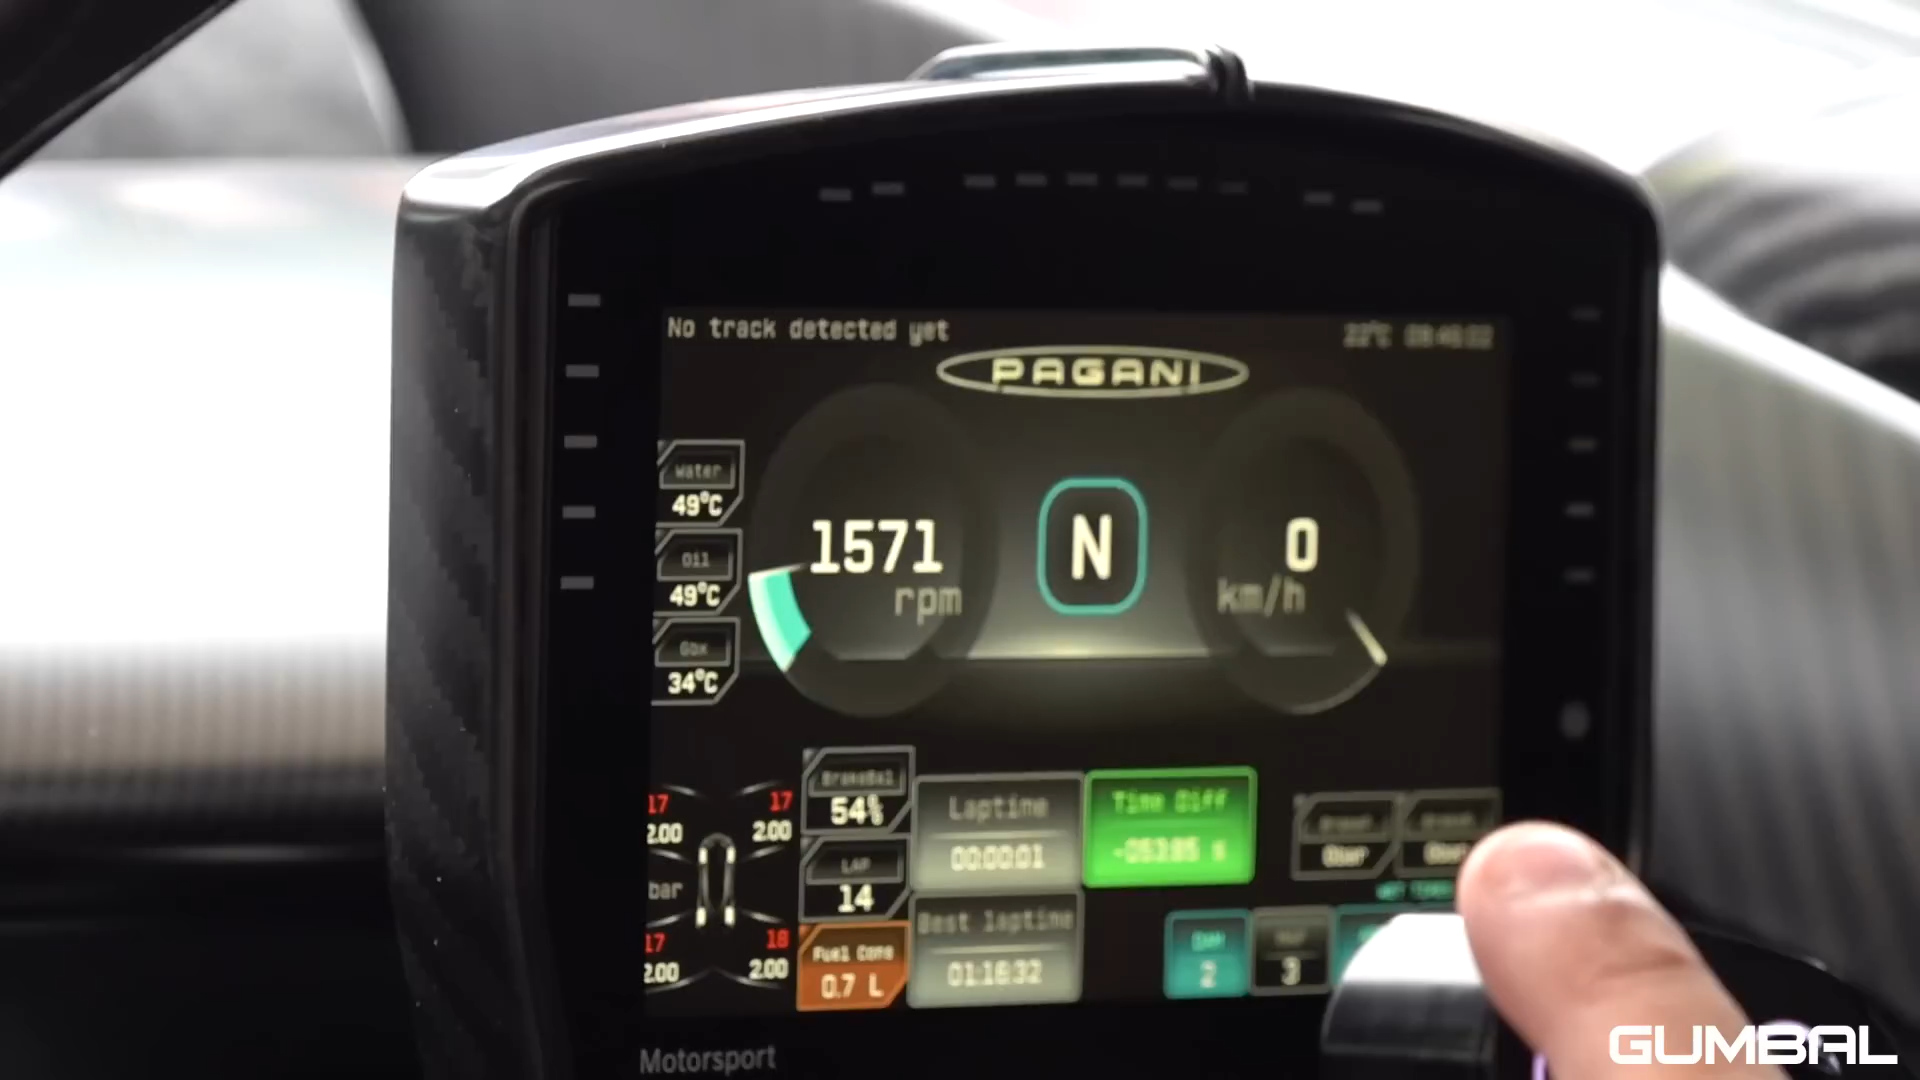 No track detected yet
PAGANI
Water
49°C
1571
rpm
N
0
km/h
Oil
49°C
Gbx
34°C
17
17
2.00
2.00
bar
17
18
2.00
2.00
BrakeBal
54%
LAP
14
Fuel Cons
0.7 L
Laptime
00:00:01
Best laptime
01:16:32
Time Diff
0bar
2
3
Motorsport
GUMBAL